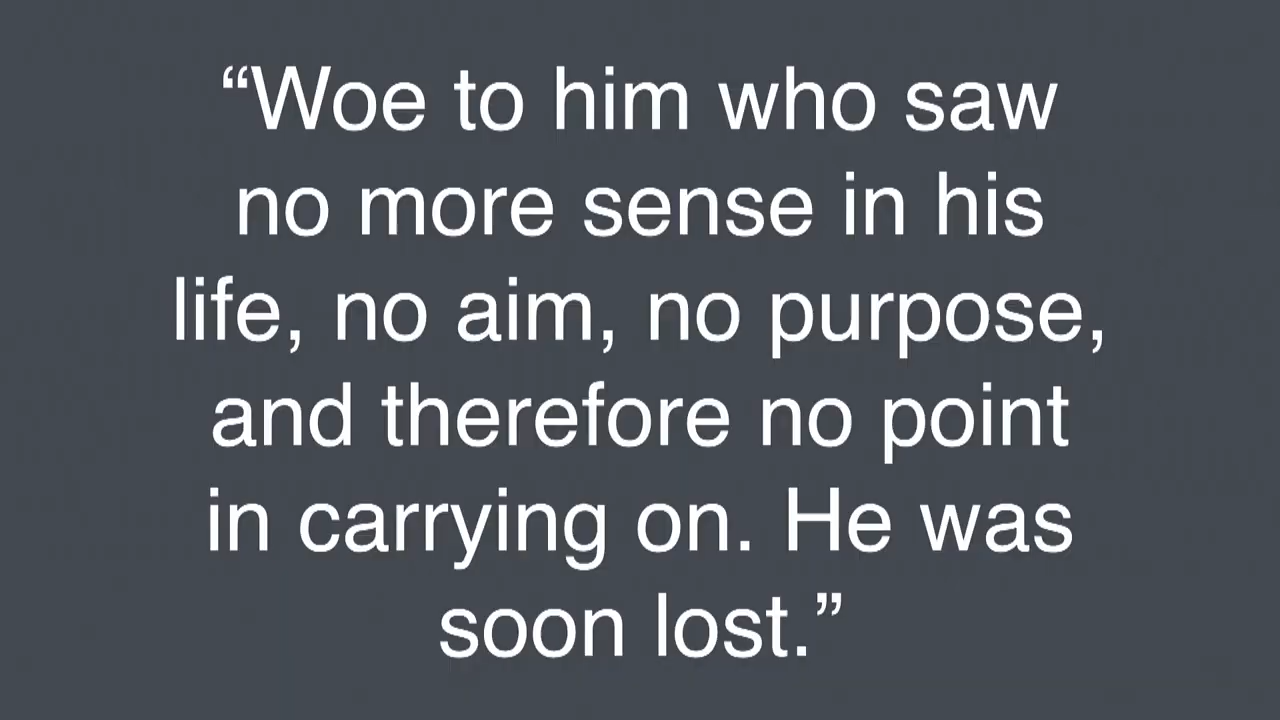 “Woe to him who saw
no more sense in his
life, no aim, no purpose,
and therefore no point
in carrying on. He was
soon lost.”